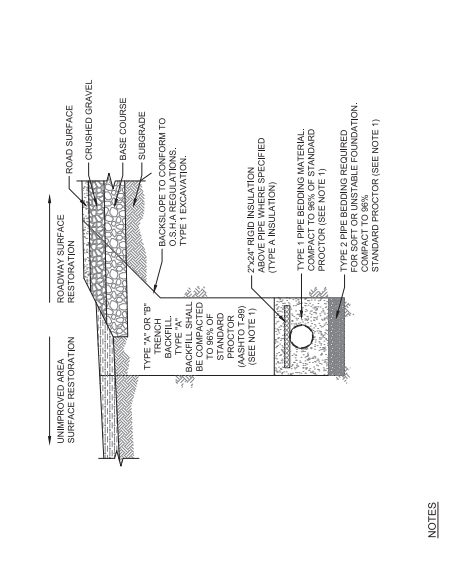 UNIMPROVED AREA
SURFACE RESTORATION
ROADWAY SURFACE
RESTORATION
ROAD SURFACE
CRUSHED GRAVEL
BASE COURSE
SUBGRADE
BACKSLOPE TO CONFORM TO
O.S.H.A REGULATIONS.
TYPE 1 EXCAVATION.
TYPE "A" OR "B"
TRENCH
BACKFILL.
TYPE "A"
BACKFILL SHALL
BE COMPACTED
TO 96% OF
STANDARD
PROCTOR
(AASHTO T-99)
(SEE NOTE 1)
2"x24" RIGID INSULATION
ABOVE PIPE WHERE SPECIFIED
(TYPE A INSULATION)
TYPE 1 PIPE BEDDING MATERIAL.
COMPACT TO 96% OF STANDARD
PROCTOR (SEE NOTE 1)
TYPE 2 PIPE BEDDING REQUIRED
FOR SOFT OR UNSTABLE FOUNDATION.
COMPACT TO 96%
STANDARD PROCTOR (SEE NOTE 1)
NOTES